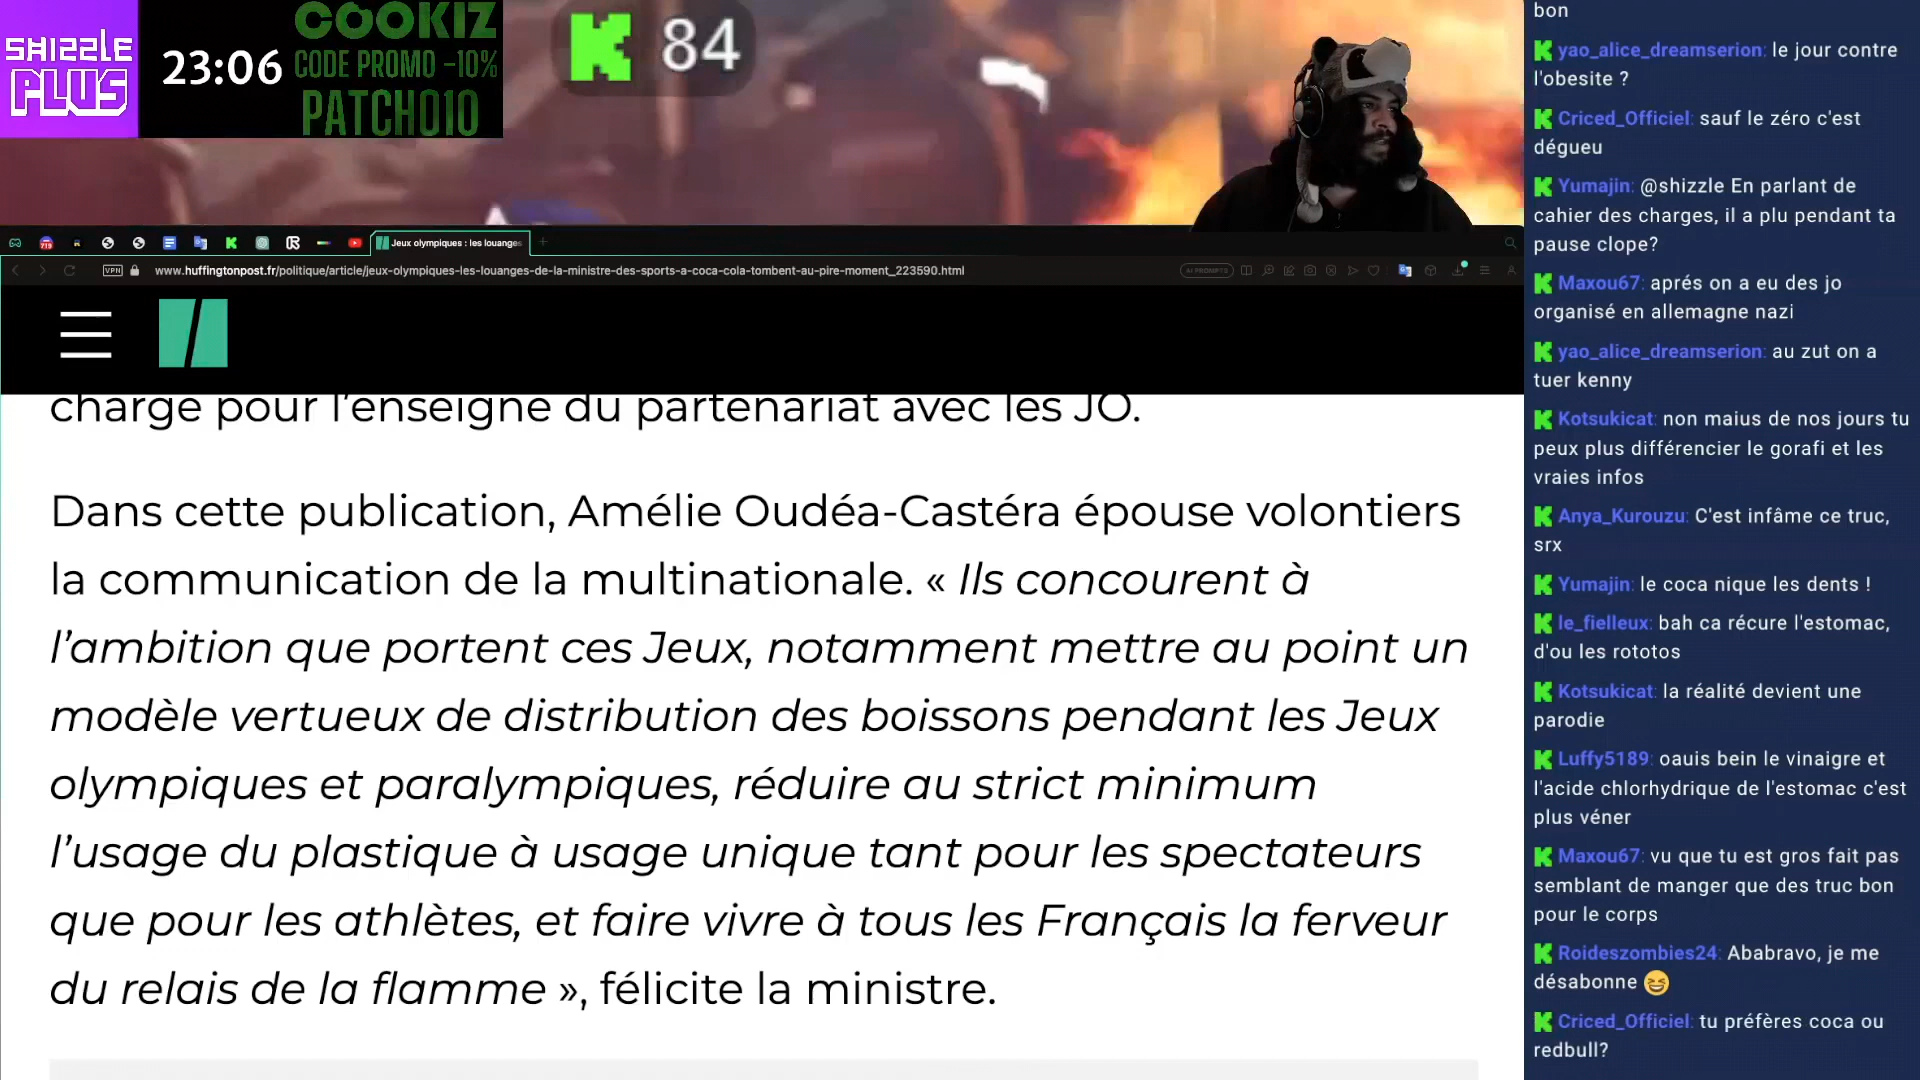 SHIZZLE
PLUS
23:06
COOKIZ
CODE PROMO -10%
PATCHO10
84
Jeux olympiques : les louanges
VPN
www.huffingtonpost.fr/politique/article/jeux-olympiques-les-louanges-de-la-ministre-des-sports-a-coca-cola-tombent-au-pire-moment_223590.html
AI PROMPTS
charge pour l'enseigne du partenariat avec les JO.
Dans cette publication, Amélie Oudéa-Castéra épouse volontiers
la communication de la multinationale. « Ils concourent à
l'ambition que portent ces Jeux, notamment mettre au point un
modèle vertueux de distribution des boissons pendant les Jeux
olympiques et paralympiques, réduire au strict minimum
l'usage du plastique à usage unique tant pour les spectateurs
que pour les athlètes, et faire vivre à tous les Français la ferveur
du relais de la flamme », félicite la ministre.
bon
yao_alice_dreamserion: le jour contre
l'obesite ?
Criced_Officiel: sauf le zéro c'est
dégueu
Yumajin: @shizzle En parlant de
cahier des charges, il a plu pendant ta
pause clope?
Maxou67: aprés on a eu des jo
organisé en allemagne nazi
yao_alice_dreamserion: au zut on a
tuer kenny
Kotsukicat: non maius de nos jours tu
peux plus différencier le gorafi et les
vraies infos
Anya_Kurouzu: C'est infâme ce truc,
srx
Yumajin: le coca nique les dents !
le_fielleux: bah ca récure l'estomac,
d'ou les rototos
Kotsukicat: la réalité devient une
parodie
Luffy5189: oauis bein le vinaigre et
l'acide chlorhydrique de l'estomac c'est
plus véner
Maxou67: vu que tu est gros fait pas
semblant de manger que des truc bon
pour le corps
Roideszombies24: Ababravo, je me
désabonne
Criced_Officiel: tu préfères coca ou
redbull?